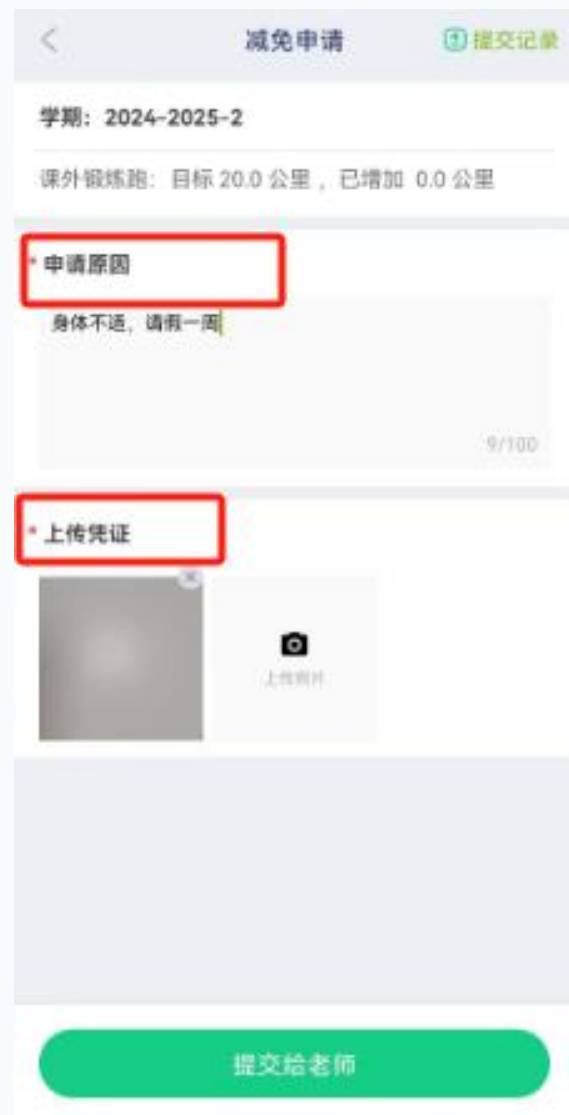 减免申请
提交记录
学期：2024-2025-2
课外锻炼跑：目标 20.0 公里 ，已增加 0.0 公里
* 申请原因
身体不适，请假一周
9/100
* 上传凭证
上传照片
提交给老师